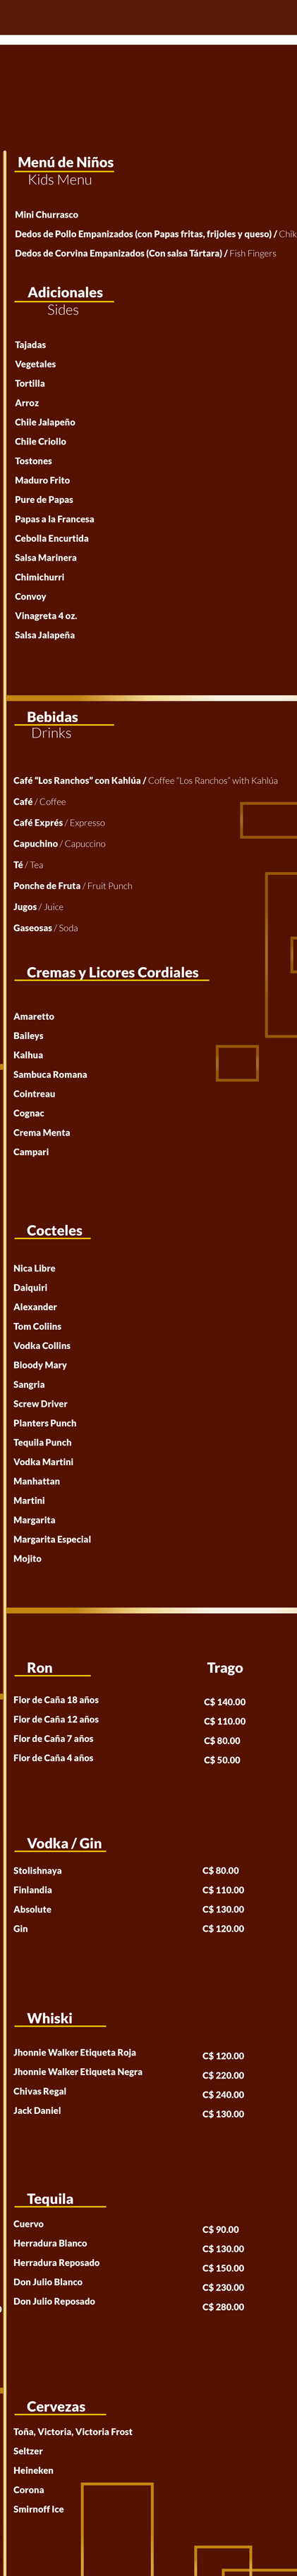 Menú de Niños
Kids Menu
Mini Churrasco
Dedos de Pollo Empanizados (con Papas fritas, frijoles y queso) / Chik
Dedos de Corvina Empanizados (Con salsa Tártara) / Fish Fingers
Adicionales
Sides
Tajadas
Vegetales
Tortilla
Arroz
Chile Jalapeño
Chile Criollo
Tostones
Maduro Frito
Pure de Papas
Papas a la Francesa
Cebolla Encurtida
Salsa Marinera
Chimichurri
Convoy
Vinagreta 4 oz.
Salsa Jalapeña
Bebidas
Drinks
Café “Los Ranchos” con Kahlúa / Coffee “Los Ranchos” with Kahlúa
Café / Coffee
Café Exprés / Expresso
Capuchino / Capuccino
Té / Tea
Ponche de Fruta / Fruit Punch
Jugos / Juice
Gaseosas / Soda
Cremas y Licores Cordiales
Amaretto
Baileys
Kalhua
Sambuca Romana
Cointreau
Cognac
Crema Menta
Campari
Cocteles
Nica Libre
Daiquiri
Alexander
Tom Collins
Vodka Collins
Bloody Mary
Sangria
Screw Driver
Planters Punch
Tequila Punch
Vodka Martini
Manhattan
Martini
Margarita
Margarita Especial
Mojito
Ron Trago
Flor de Caña 18 años C$ 140.00
Flor de Caña 12 años C$ 110.00
Flor de Caña 7 años C$ 80.00
Flor de Caña 4 años C$ 50.00
Vodka / Gin
Stolishnaya C$ 80.00
Finlandia C$ 110.00
Absolute C$ 130.00
Gin C$ 120.00
Whiski
Jhonnie Walker Etiqueta Roja C$ 120.00
Jhonnie Walker Etiqueta Negra C$ 220.00
Chivas Regal C$ 240.00
Jack Daniel C$ 130.00
Tequila
Cuervo C$ 90.00
Herradura Blanco C$ 130.00
Herradura Reposado C$ 150.00
Don Julio Blanco C$ 230.00
Don Julio Reposado C$ 280.00
Cervezas
Toña, Victoria, Victoria Frost
Seltzer
Heineken
Corona
Smirnoff Ice